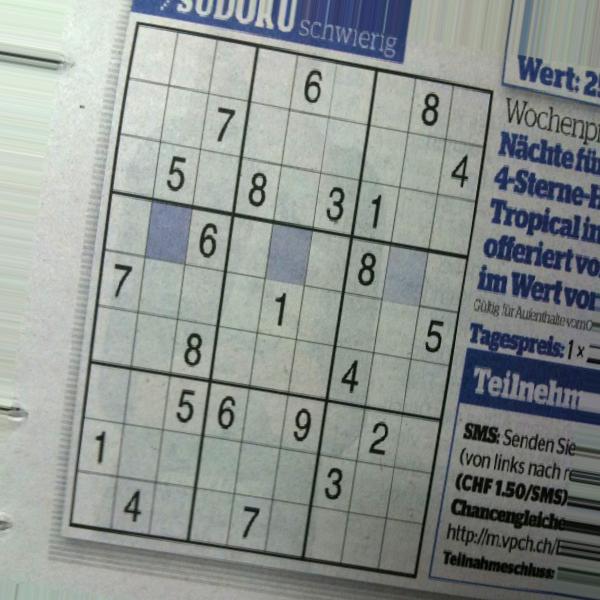 SUDOKU schwierig
6 8
7 4
5 8 3 1
6 8
7 1 5
8 4
5 6 9 2
1 3
4 7
Wert:
Wochenpr
Nächte für
4-Sterne-H
Tropical in
offeriert vo
im Wert von
Gültig für Aufenthalte vom
Tagespreis: 1 ×
Teilnehm
SMS: Senden Sie
(von links nach re
(CHF 1.50/SMS)
Chancengleiche
http://m.vpch.ch/
Teilnahmeschluss: